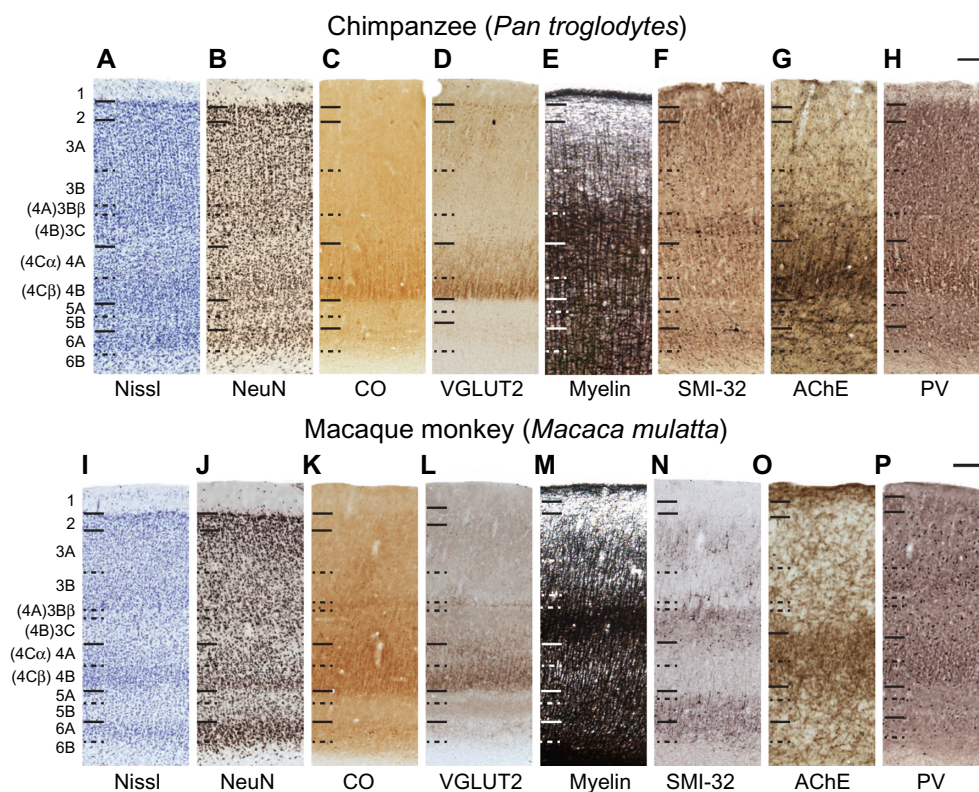 Chimpanzee (Pan troglodytes)
A B C D E F G H
1
2
3A
3B
(4A)3Bβ
(4B)3C
(4Cα) 4A
(4Cβ) 4B
5A
5B
6A
6B
Nissl NeuN CO VGLUT2 Myelin SMI-32 AChE PV
Macaque monkey (Macaca mulatta)
I J K L M N O P
1
2
3A
3B
(4A)3Bβ
(4B)3C
(4Cα) 4A
(4Cβ) 4B
5A
5B
6A
6B
Nissl NeuN CO VGLUT2 Myelin SMI-32 AChE PV